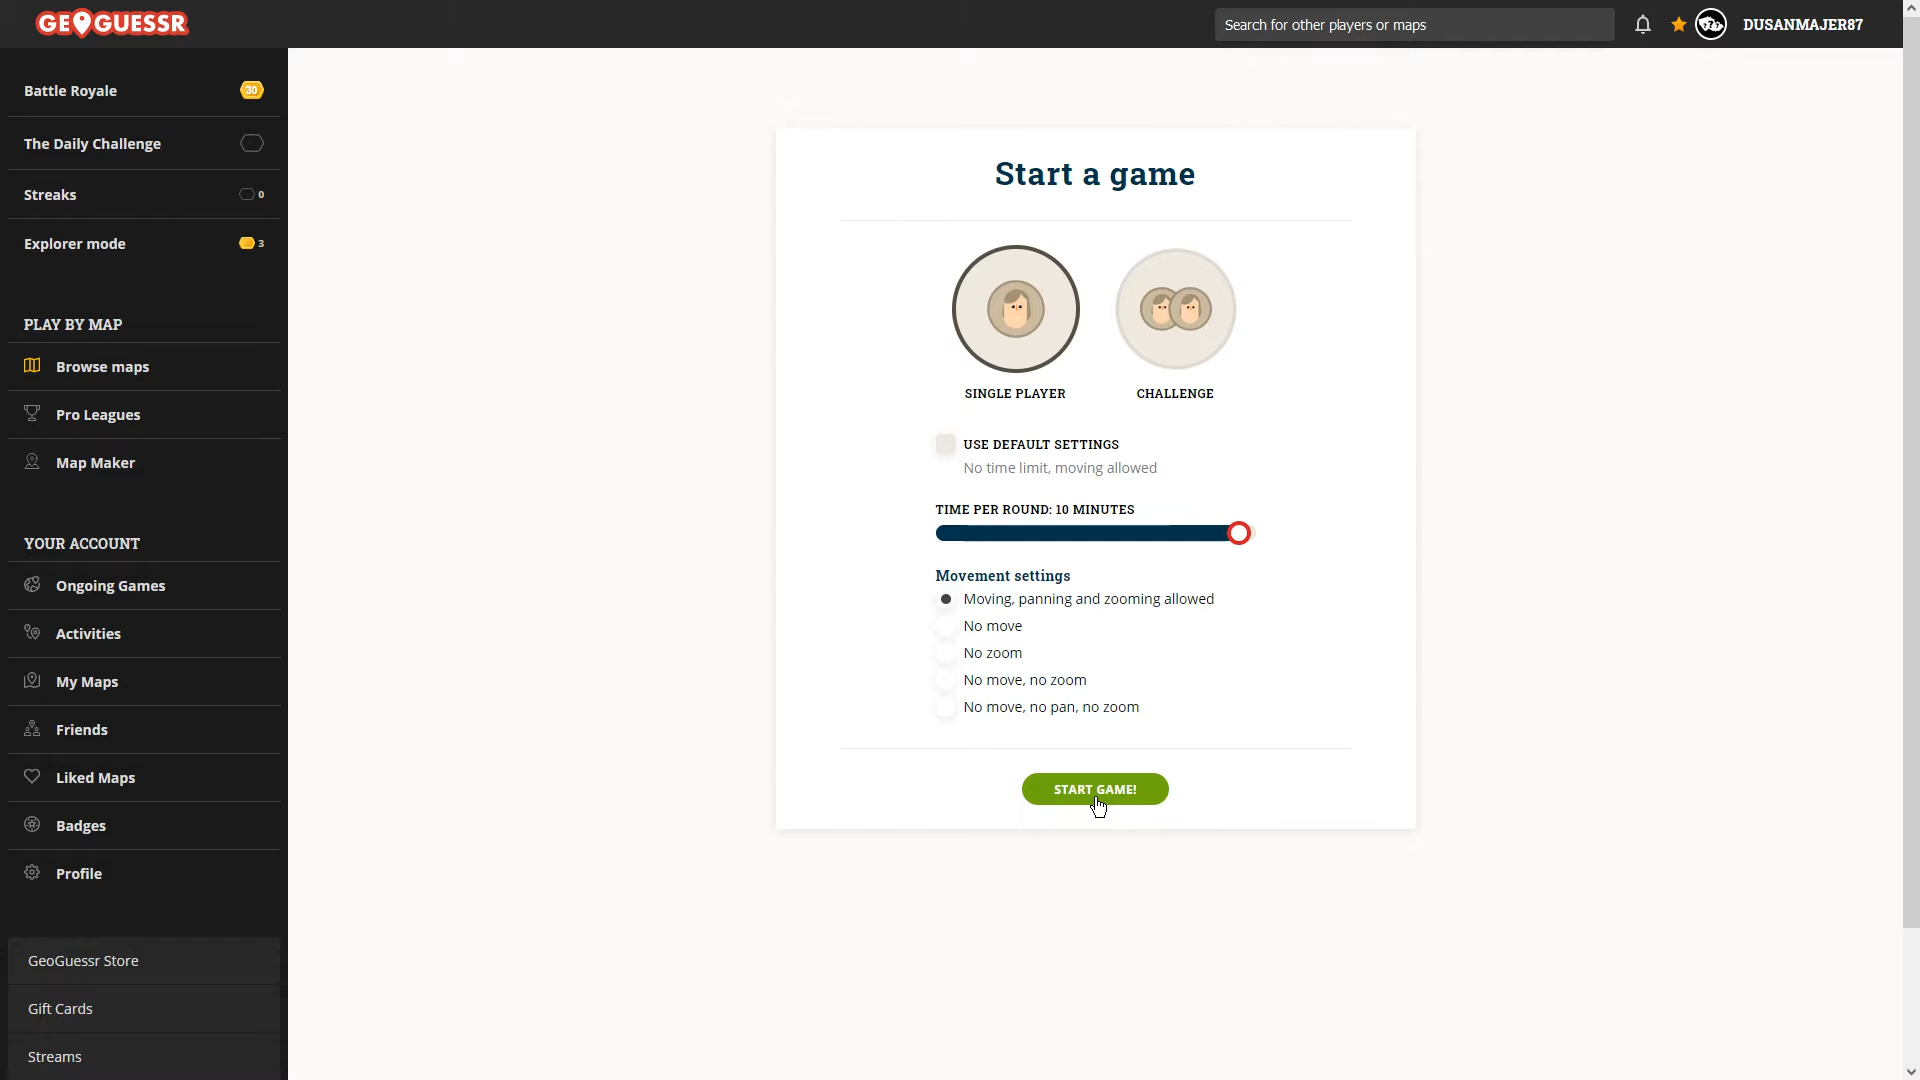 GEOGUESSR
Search for other players or maps
DUSANMAJER87
Battle Royale 30
The Daily Challenge
Streaks 0
Explorer mode 3
PLAY BY MAP
Browse maps
Pro Leagues
Map Maker
YOUR ACCOUNT
Ongoing Games
Activities
My Maps
Friends
Liked Maps
Badges
Profile
GeoGuessr Store
Gift Cards
Streams
Start a game
SINGLE PLAYER CHALLENGE
USE DEFAULT SETTINGS
No time limit, moving allowed
TIME PER ROUND: 10 MINUTES
Movement settings
Moving, panning and zooming allowed
No move
No zoom
No move, no zoom
No move, no pan, no zoom
START GAME!